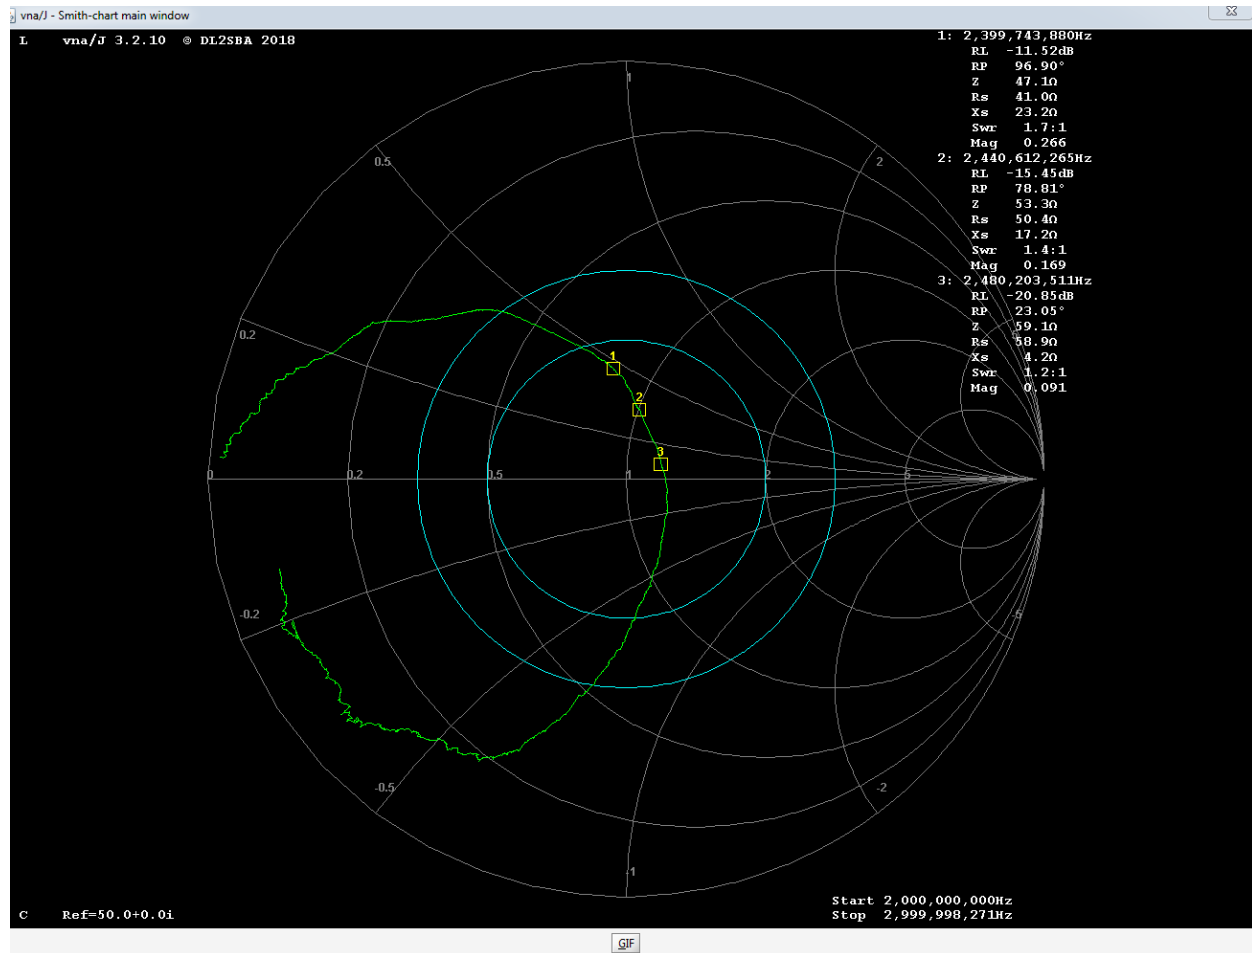 vna/J - Smith-chart main window
L vna/J 3.2.10 © DL2SBA 2018
1: 2,399,743,880Hz
RL -11.52dB
RP 96.90°
Z 47.1Ω
Rs 41.0Ω
Xs 23.2Ω
Swr 1.7:1
Mag 0.266
2: 2,440,612,265Hz
RL -15.45dB
RP 78.81°
Z 53.3Ω
Rs 50.4Ω
Xs 17.2Ω
Swr 1.4:1
Mag 0.169
3: 2,480,203,511Hz
RL -20.85dB
RP 23.05°
Z 59.1Ω
Rs 58.9Ω
Xs 4.2Ω
Swr 1.2:1
Mag 0.091
1
0.5 2
0.2
1
2
3
0 0.2 0.5 1 2 5
-0.2 -5
-0.5 -2
-1
Start 2,000,000,000Hz
C Ref=50.0+0.0i Stop 2,999,998,271Hz
GIF